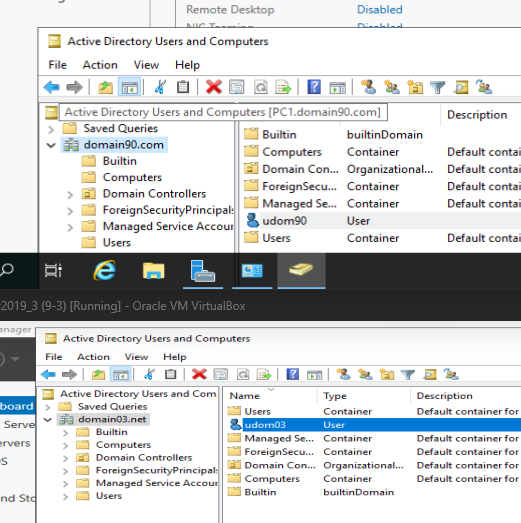 Remote Desktop Disabled
NIC Teaming Disabled
Active Directory Users and Computers
File Action View Help
Active Directory Users and Computers [PC1.domain90.com]
Description
Saved Queries
domain90.com
Builtin
Computers
Domain Controllers
ForeignSecurityPrincipals
Managed Service Accour
Users
Builtin builtinDomain
Computers Container Default contai
Domain Con... Organizational... Default contai
ForeignSecu... Container Default contai
Managed Se... Container Default contai
udom90 User
Users Container Default contai
2019_3 (9-3) [Running] - Oracle VM VirtualBox
anager
board
Serve
ervers
OS
nd Sto
Active Directory Users and Computers
File Action View Help
Active Directory Users and Com
Saved Queries
domain03.net
Builtin
Computers
Domain Controllers
ForeignSecurityPrincipals
Managed Service Accour
Users
Name Type Description
Users Container Default container for
udom03 User
Managed Se... Container Default container for
ForeignSecu... Container Default container for
Domain Con... Organizational... Default container for
Computers Container Default container for
Builtin builtinDomain